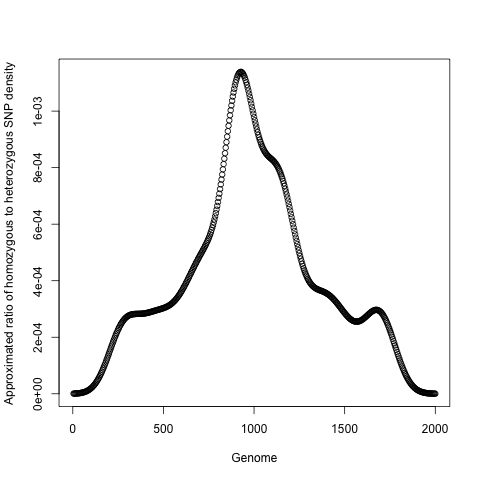 Approximated ratio of homozygous to heterozygous SNP density
1e-03
8e-04
6e-04
4e-04
2e-04
0e+00
0 500 1000 1500 2000
Genome